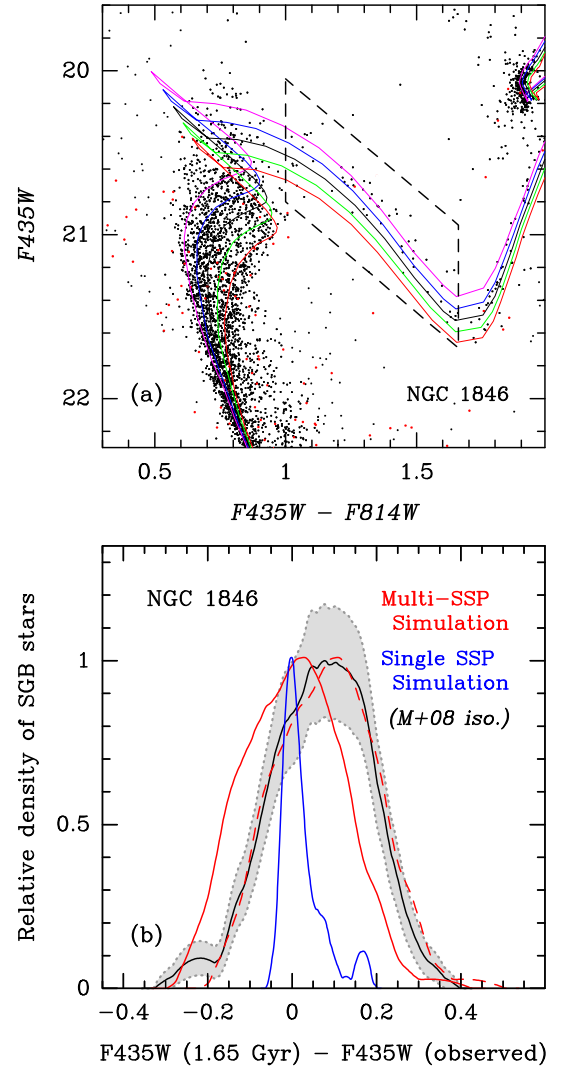 20
21
22
F435W
(a)
NGC 1846
0.5
1
1.5
F435W − F814W
NGC 1846
Multi−SSP
Simulation
Single SSP
Simulation
(M+08 iso.)
1
0.5
0
Relative density of SGB stars
(b)
−0.4
−0.2
0
0.2
0.4
F435W (1.65 Gyr) − F435W (observed)